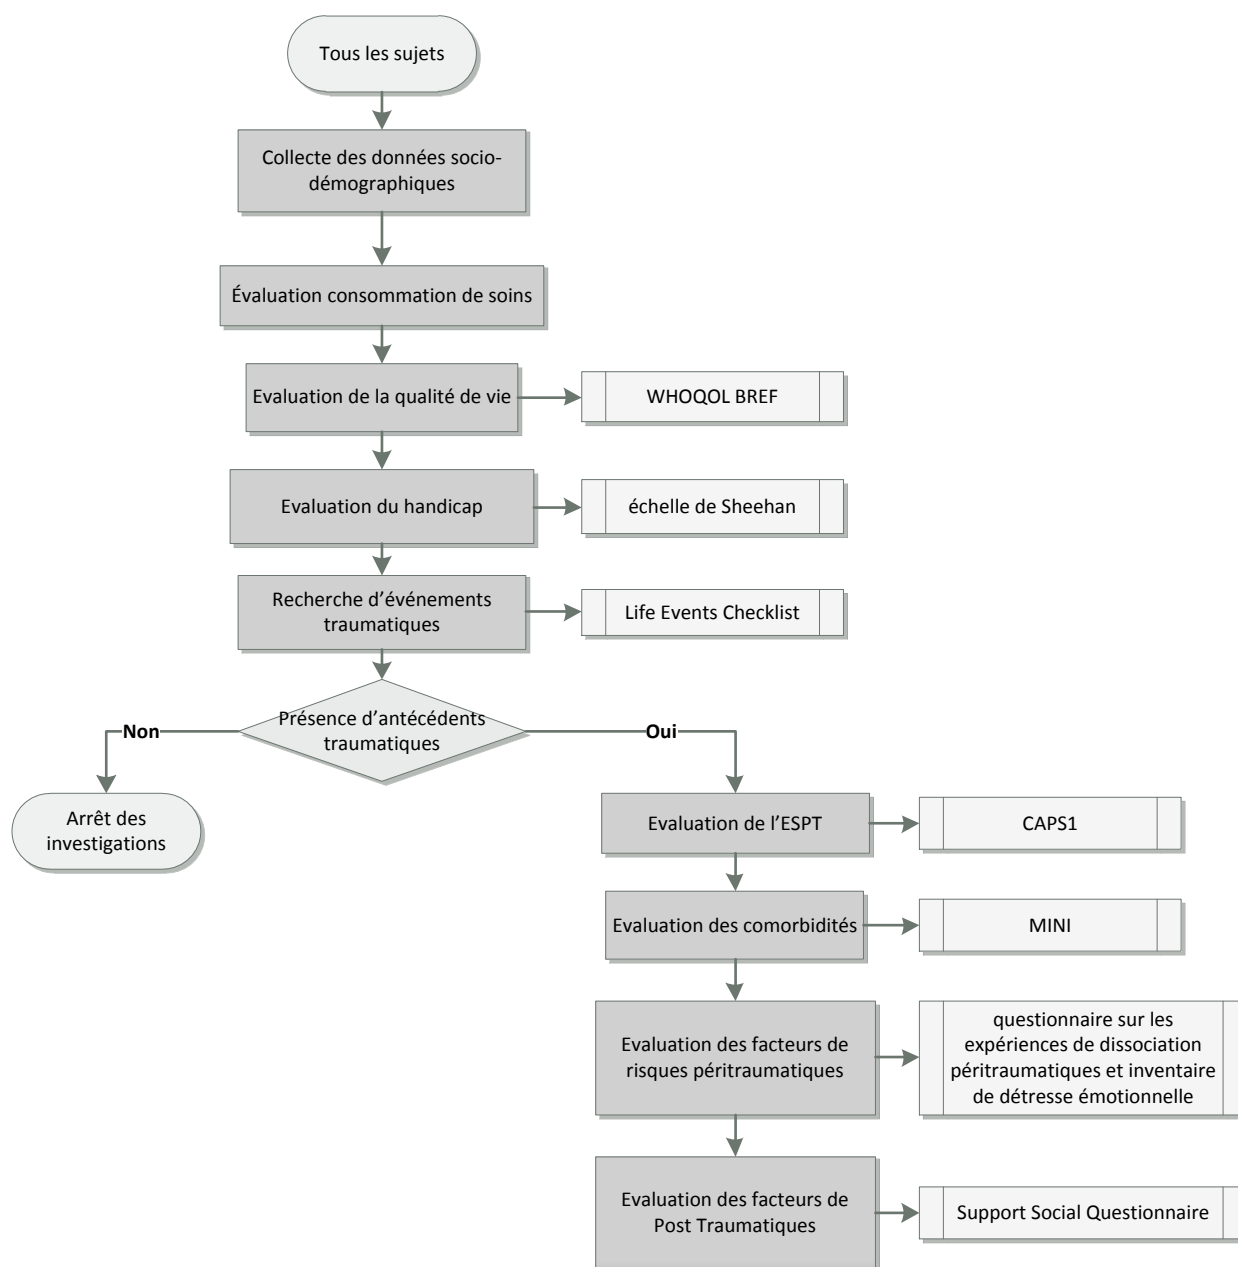 Tous les sujets
Collecte des données socio-
démographiques
Évaluation consommation de soins
Evaluation de la qualité de vie
WHOQOL BREF
Evaluation du handicap
échelle de Sheehan
Recherche d’événements
traumatiques
Life Events Checklist
Présence d’antécédents
traumatiques
Non
Oui
Arrêt des
investigations
Evaluation de l’ESPT
CAPS1
Evaluation des comorbidités
MINI
Evaluation des facteurs de
risques péritraumatiques
questionnaire sur les
expériences de dissociation
péritraumatiques et inventaire
de détresse émotionnelle
Evaluation des facteurs de
Post Traumatiques
Support Social Questionnaire